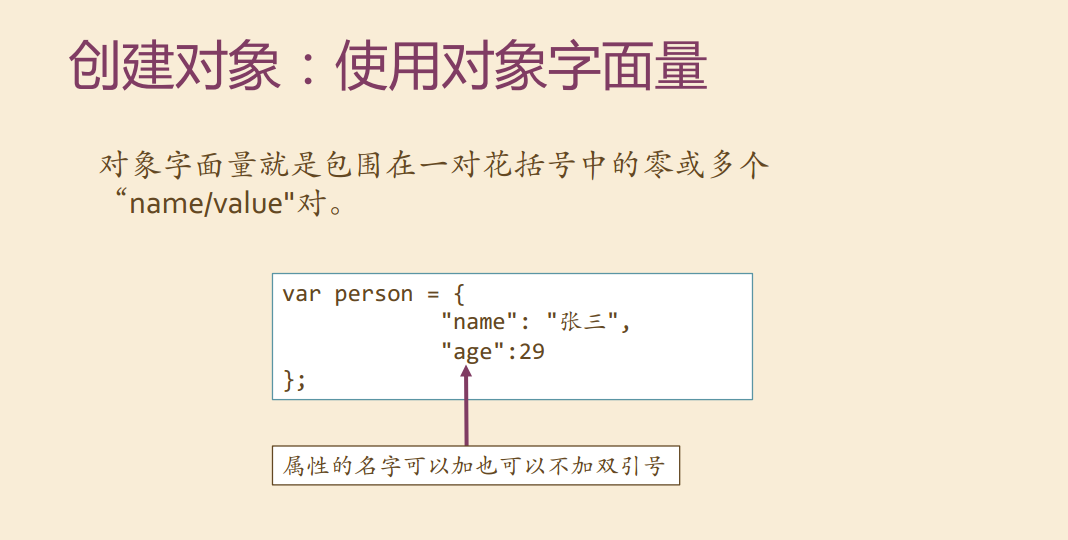 创建对象：使用对象字面量
对象字面量就是包围在一对花括号中的零或多个
“name/value"对。
var person = {
"name": "张三",
"age":29
};
属性的名字可以加也可以不加双引号